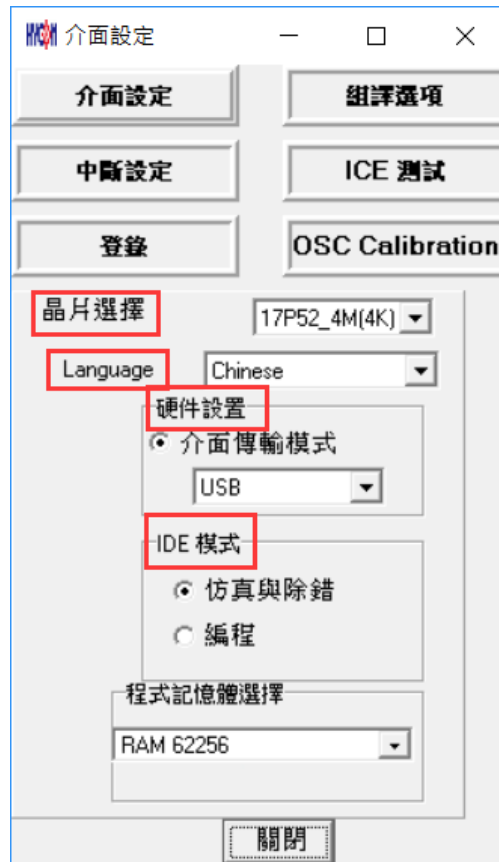 HYCON 介面設定
介面設定 組譯選項
中斷設定 ICE 測試
登錄 OSC Calibration
晶片選擇 17P52_4M(4K)
Language Chinese
硬件設置
介面傳輸模式
USB
IDE 模式
仿真與除錯
編程
程式記憶體選擇
RAM 62256
關閉